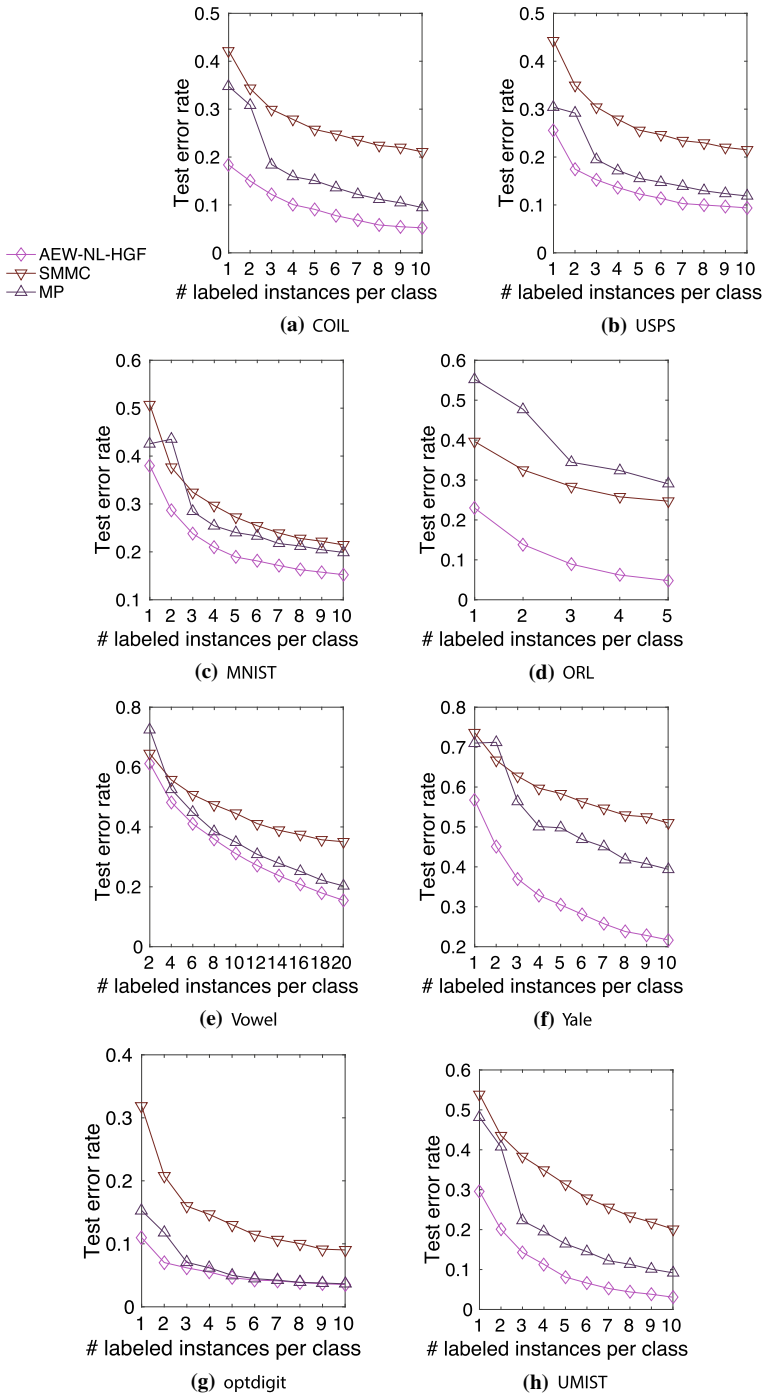 0.5
0.4
0.3
0.2
0.1
0
Test error rate
1 2 3 4 5 6 7 8 9 10
# labeled instances per class
(a) COIL
0.5
0.4
0.3
0.2
0.1
0
Test error rate
1 2 3 4 5 6 7 8 9 10
# labeled instances per class
(b) USPS
AEW-NL-HGF
SMMC
MP
0.6
0.5
0.4
0.3
0.2
0.1
Test error rate
1 2 3 4 5 6 7 8 9 10
# labeled instances per class
(c) MNIST
0.6
0.5
0.4
0.3
0.2
0.1
0
Test error rate
1 2 3 4 5
# labeled instances per class
(d) ORL
0.8
0.6
0.4
0.2
0
Test error rate
2 4 6 8 10 12 14 16 18 20
# labeled instances per class
(e) Vowel
0.8
0.7
0.6
0.5
0.4
0.3
0.2
Test error rate
1 2 3 4 5 6 7 8 9 10
# labeled instances per class
(f) Yale
0.4
0.3
0.2
0.1
0
Test error rate
1 2 3 4 5 6 7 8 9 10
# labeled instances per class
(g) optdigit
0.6
0.5
0.4
0.3
0.2
0.1
0
Test error rate
1 2 3 4 5 6 7 8 9 10
# labeled instances per class
(h) UMIST